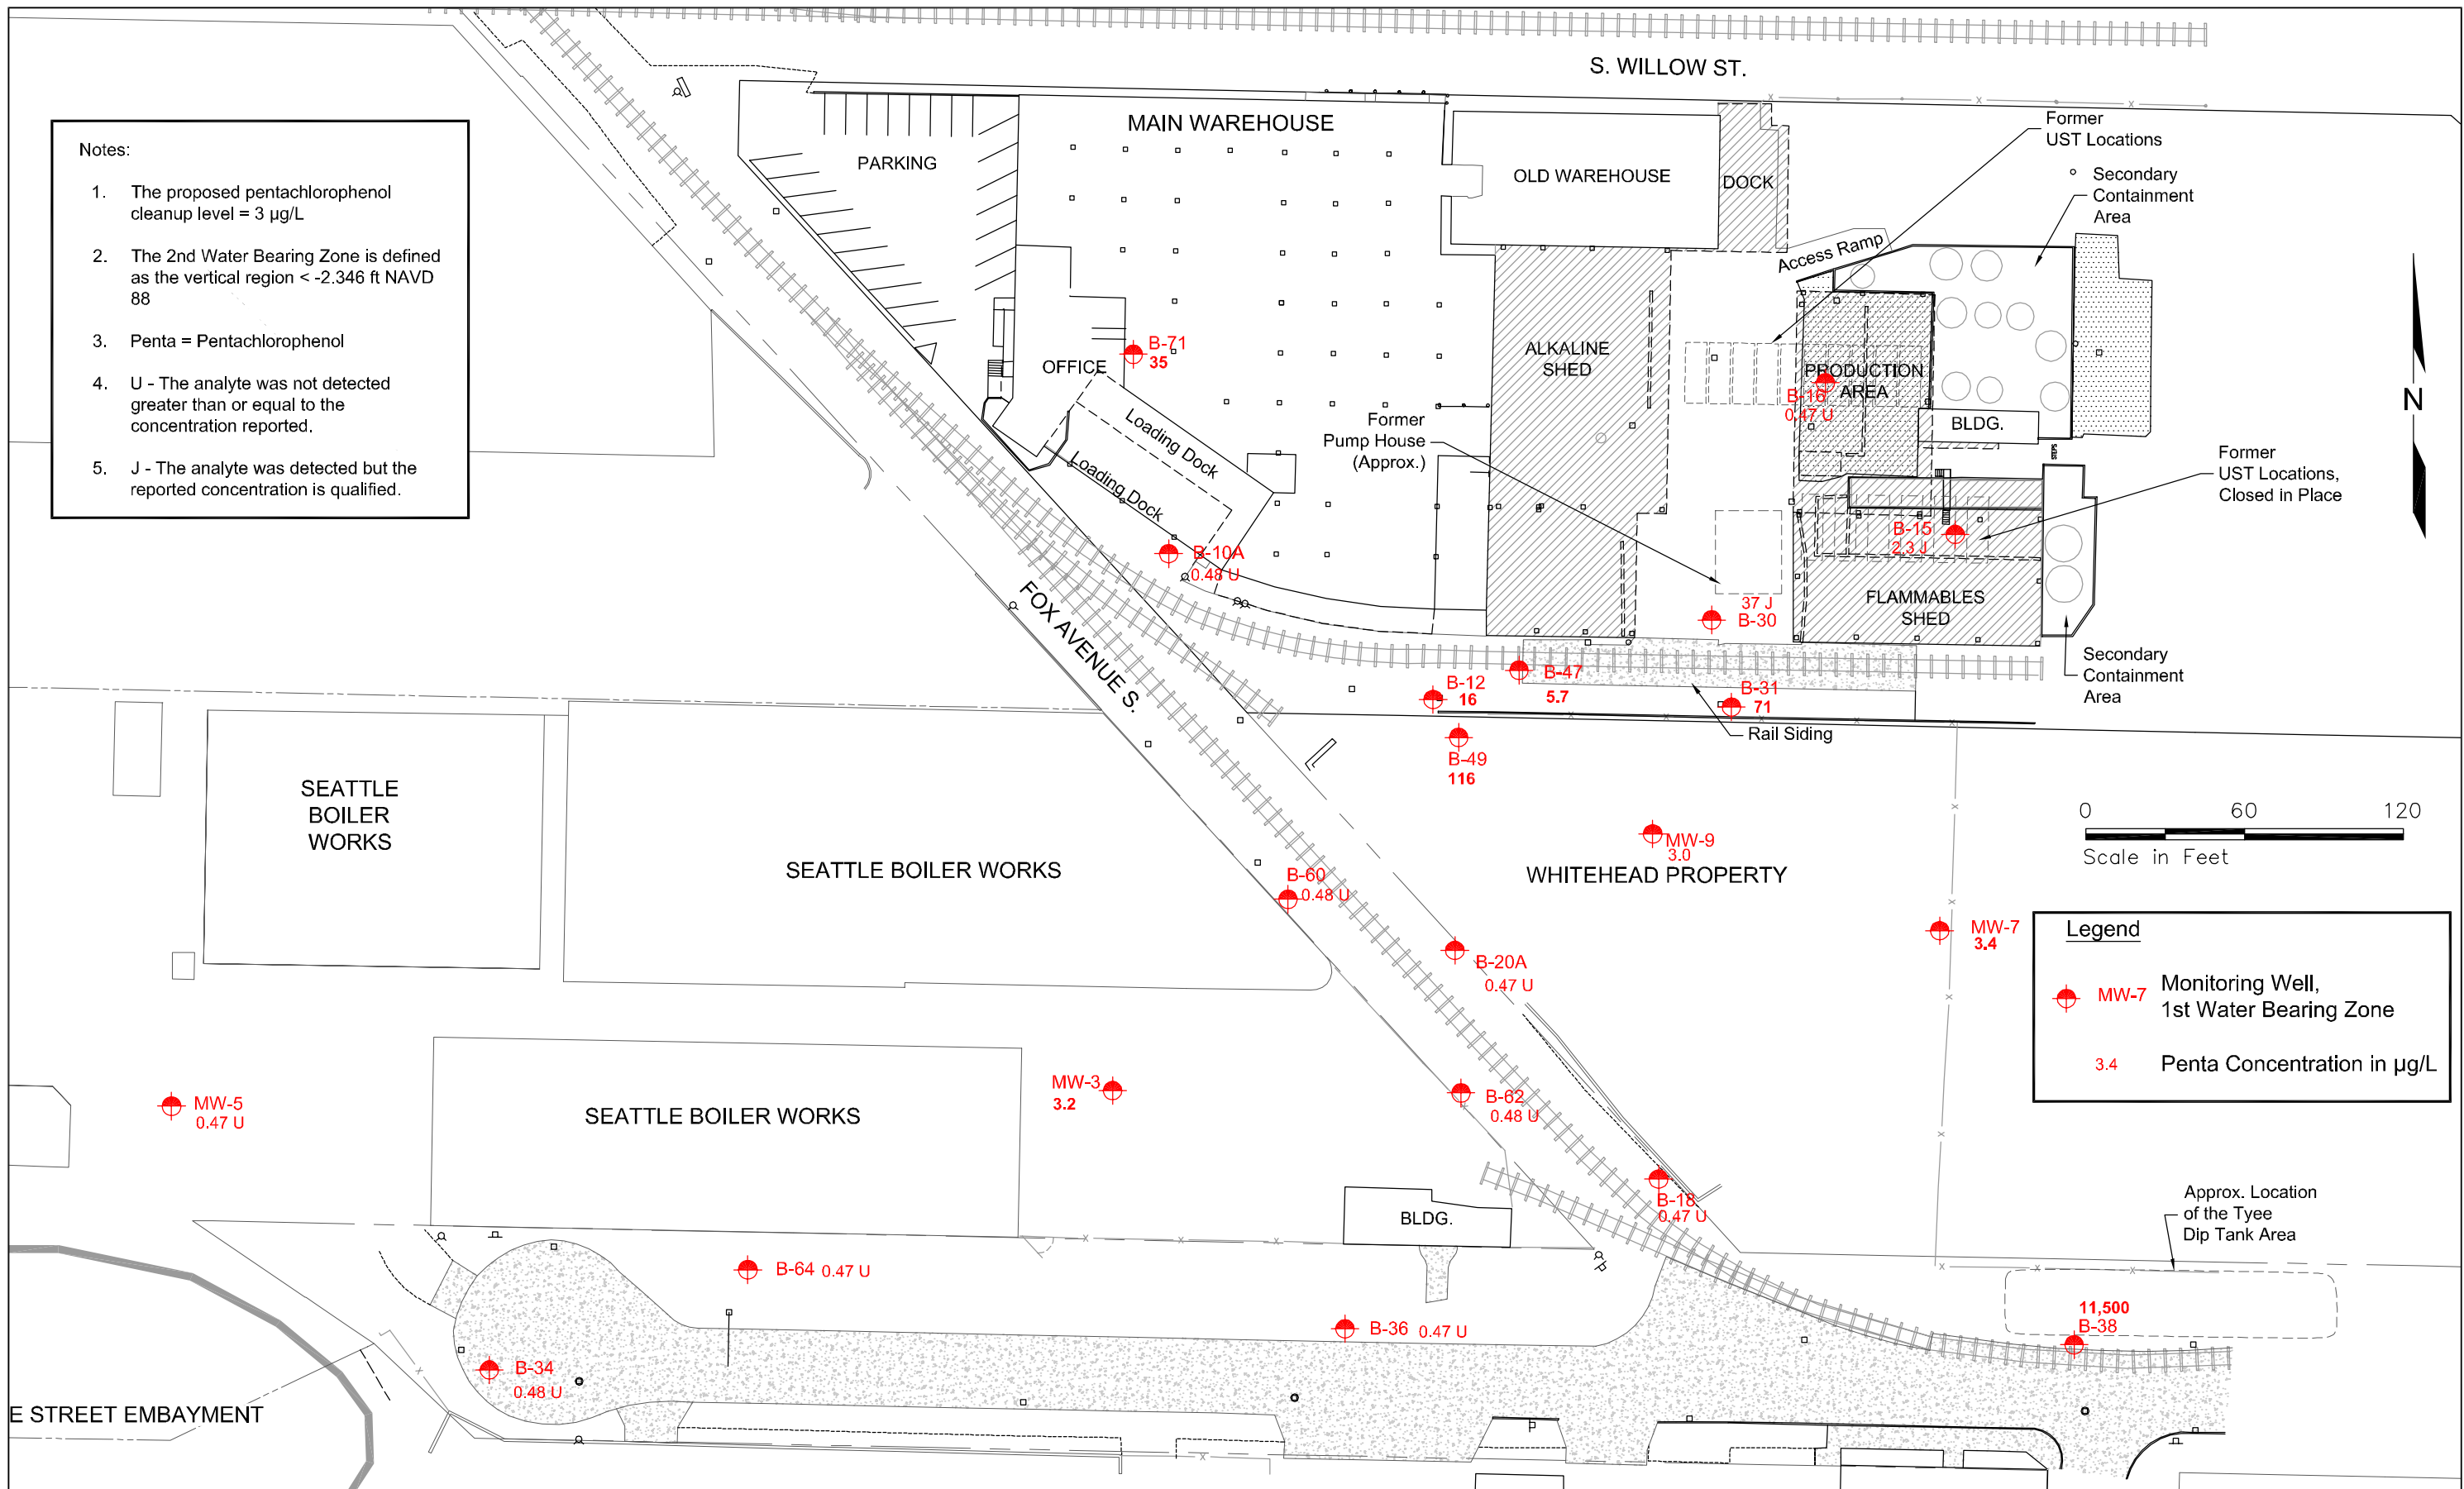 S. WILLOW ST.
Notes:
1. The proposed pentachlorophenol
cleanup level = 3 µg/L
2. The 2nd Water Bearing Zone is defined
as the vertical region < -2.346 ft NAVD
88
3. Penta = Pentachlorophenol
4. U - The analyte was not detected
greater than or equal to the
concentration reported.
5. J - The analyte was detected but the
reported concentration is qualified.
PARKING
MAIN WAREHOUSE
OLD WAREHOUSE
DOCK
Former
UST Locations
Secondary
Containment
Area
Access Ramp
B-71
35
OFFICE
Loading Dock
Loading Dock
ALKALINE
SHED
Former
Pump House
(Approx.)
PRODUCTION
AREA
B-16
0.47 U
BLDG.
STEPS
N
Former
UST Locations,
Closed in Place
B-15
2.3 J
FLAMMABLES
SHED
B-10A
0.48 U
37 J
B-30
FOX AVENUE S.
B-12
16
B-47
5.7
B-31
71
Rail Siding
Secondary
Containment
Area
B-49
116
SEATTLE
BOILER
WORKS
SEATTLE BOILER WORKS
MW-9
3.0
WHITEHEAD PROPERTY
0 60 120
Scale in Feet
B-60
0.48 U
B-20A
0.47 U
MW-7
3.4
Legend
MW-7 Monitoring Well,
1st Water Bearing Zone
3.4 Penta Concentration in µg/L
MW-5
0.47 U
SEATTLE BOILER WORKS
MW-3
3.2
B-62
0.48 U
B-18
0.47 U
BLDG.
Approx. Location
of the Tyee
Dip Tank Area
B-64 0.47 U
B-36 0.47 U
11,500
B-38
B-34
0.48 U
E STREET EMBAYMENT